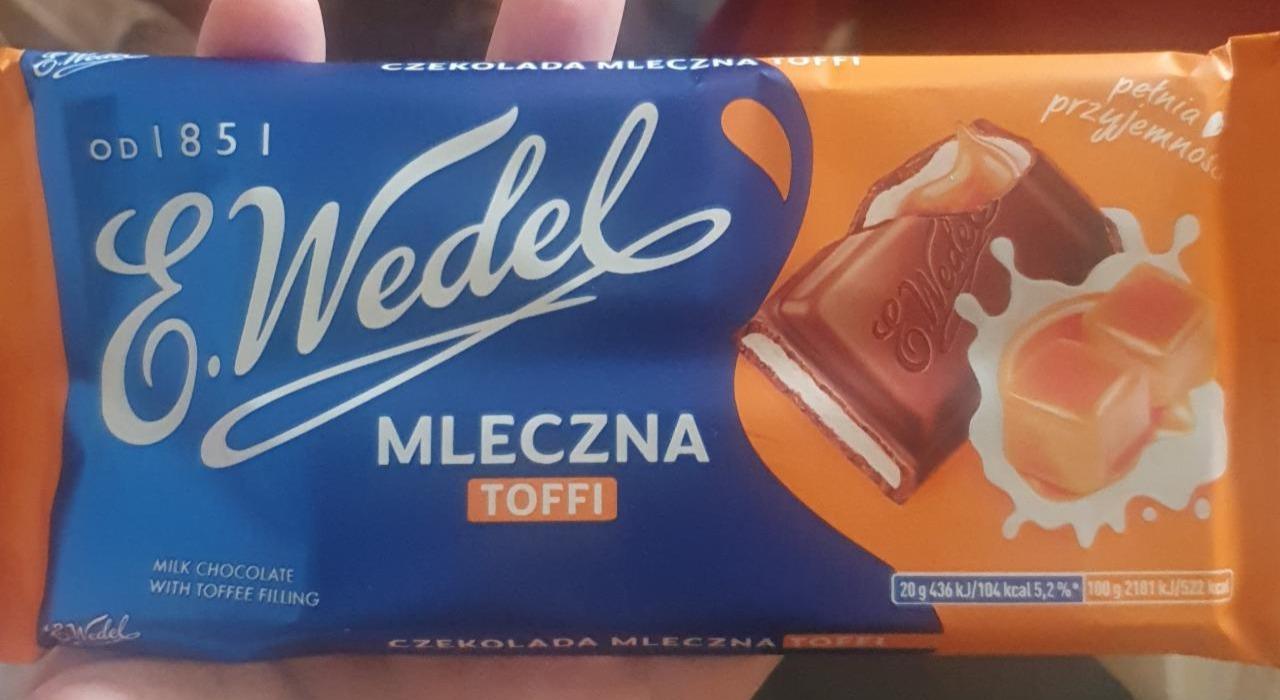 E. Wedel
CZEKOLADA MLECZNA TOFFI
OD 1851
E. Wedel
pełnia
przyjemności
E. Wedel
MLECZNA
TOFFI
MILK CHOCOLATE
WITH TOFFEE FILLING
20 g 436 kJ/104 kcal 5,2 %* 100 g 2181 kJ/522 kcal
E. Wedel
CZEKOLADA MLECZNA TOFFI